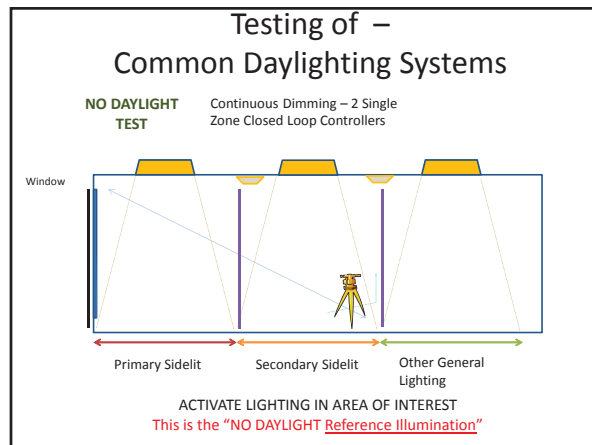 Testing of –
Common Daylighting Systems
NO DAYLIGHT
TEST
Continuous Dimming – 2 Single
Zone Closed Loop Controllers
Window
Primary Sidelit
Secondary Sidelit
Other General
Lighting
ACTIVATE LIGHTING IN AREA OF INTEREST
This is the “NO DAYLIGHT Reference Illumination”